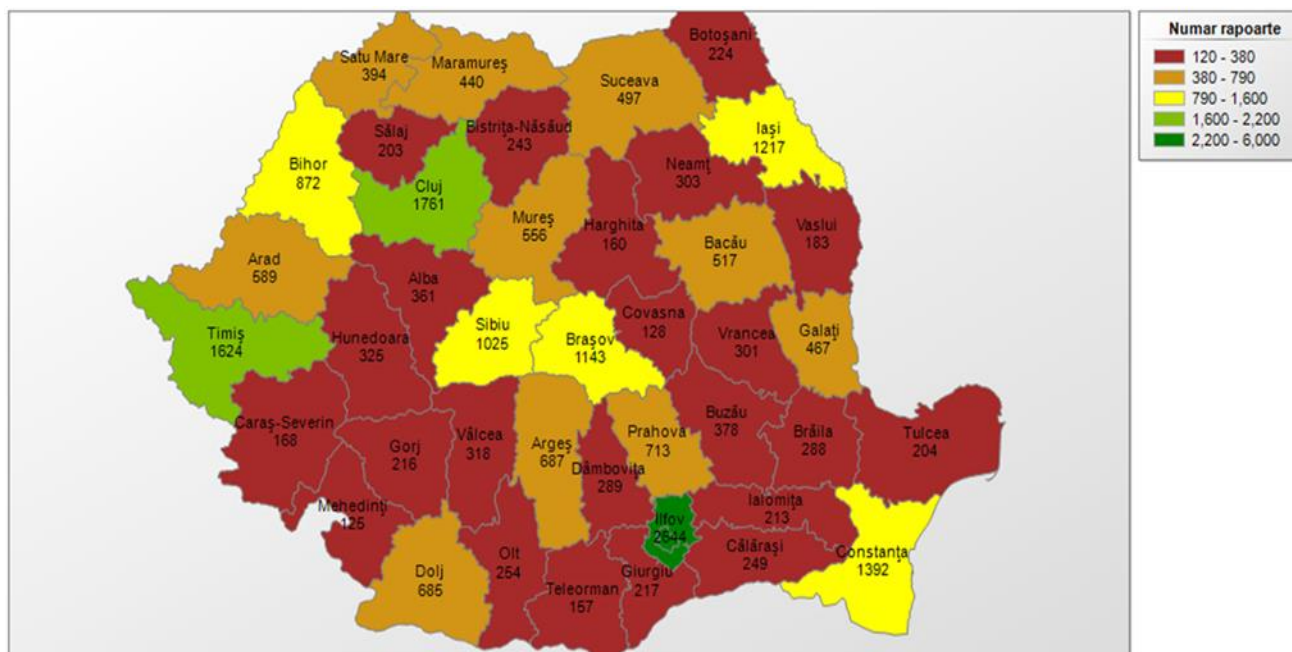 Numar rapoarte
120 - 380
380 - 790
790 - 1,600
1,600 - 2,200
2,200 - 6,000
Botoşani
224
Satu Mare
394
Maramureş
440
Suceava
497
Iaşi
1217
Sălaj
203
Bistriţa-Năsăud
243
Neamţ
303
Bihor
872
Cluj
1761
Mureş
556
Harghita
160
Vaslui
183
Bacău
517
Arad
589
Alba
361
Timiş
1624
Hunedoara
325
Sibiu
1025
Braşov
1143
Covasna
128
Vrancea
301
Galaţi
467
Caraş-Severin
168
Gorj
216
Vâlcea
318
Argeş
687
Dâmboviţa
289
Prahova
713
Buzău
378
Brăila
288
Tulcea
204
Mehedinţi
125
Ilfov
2644
Ialomiţa
213
Călăraşi
249
Constanţa
1392
Dolj
685
Olt
254
Teleorman
157
Giurgiu
217